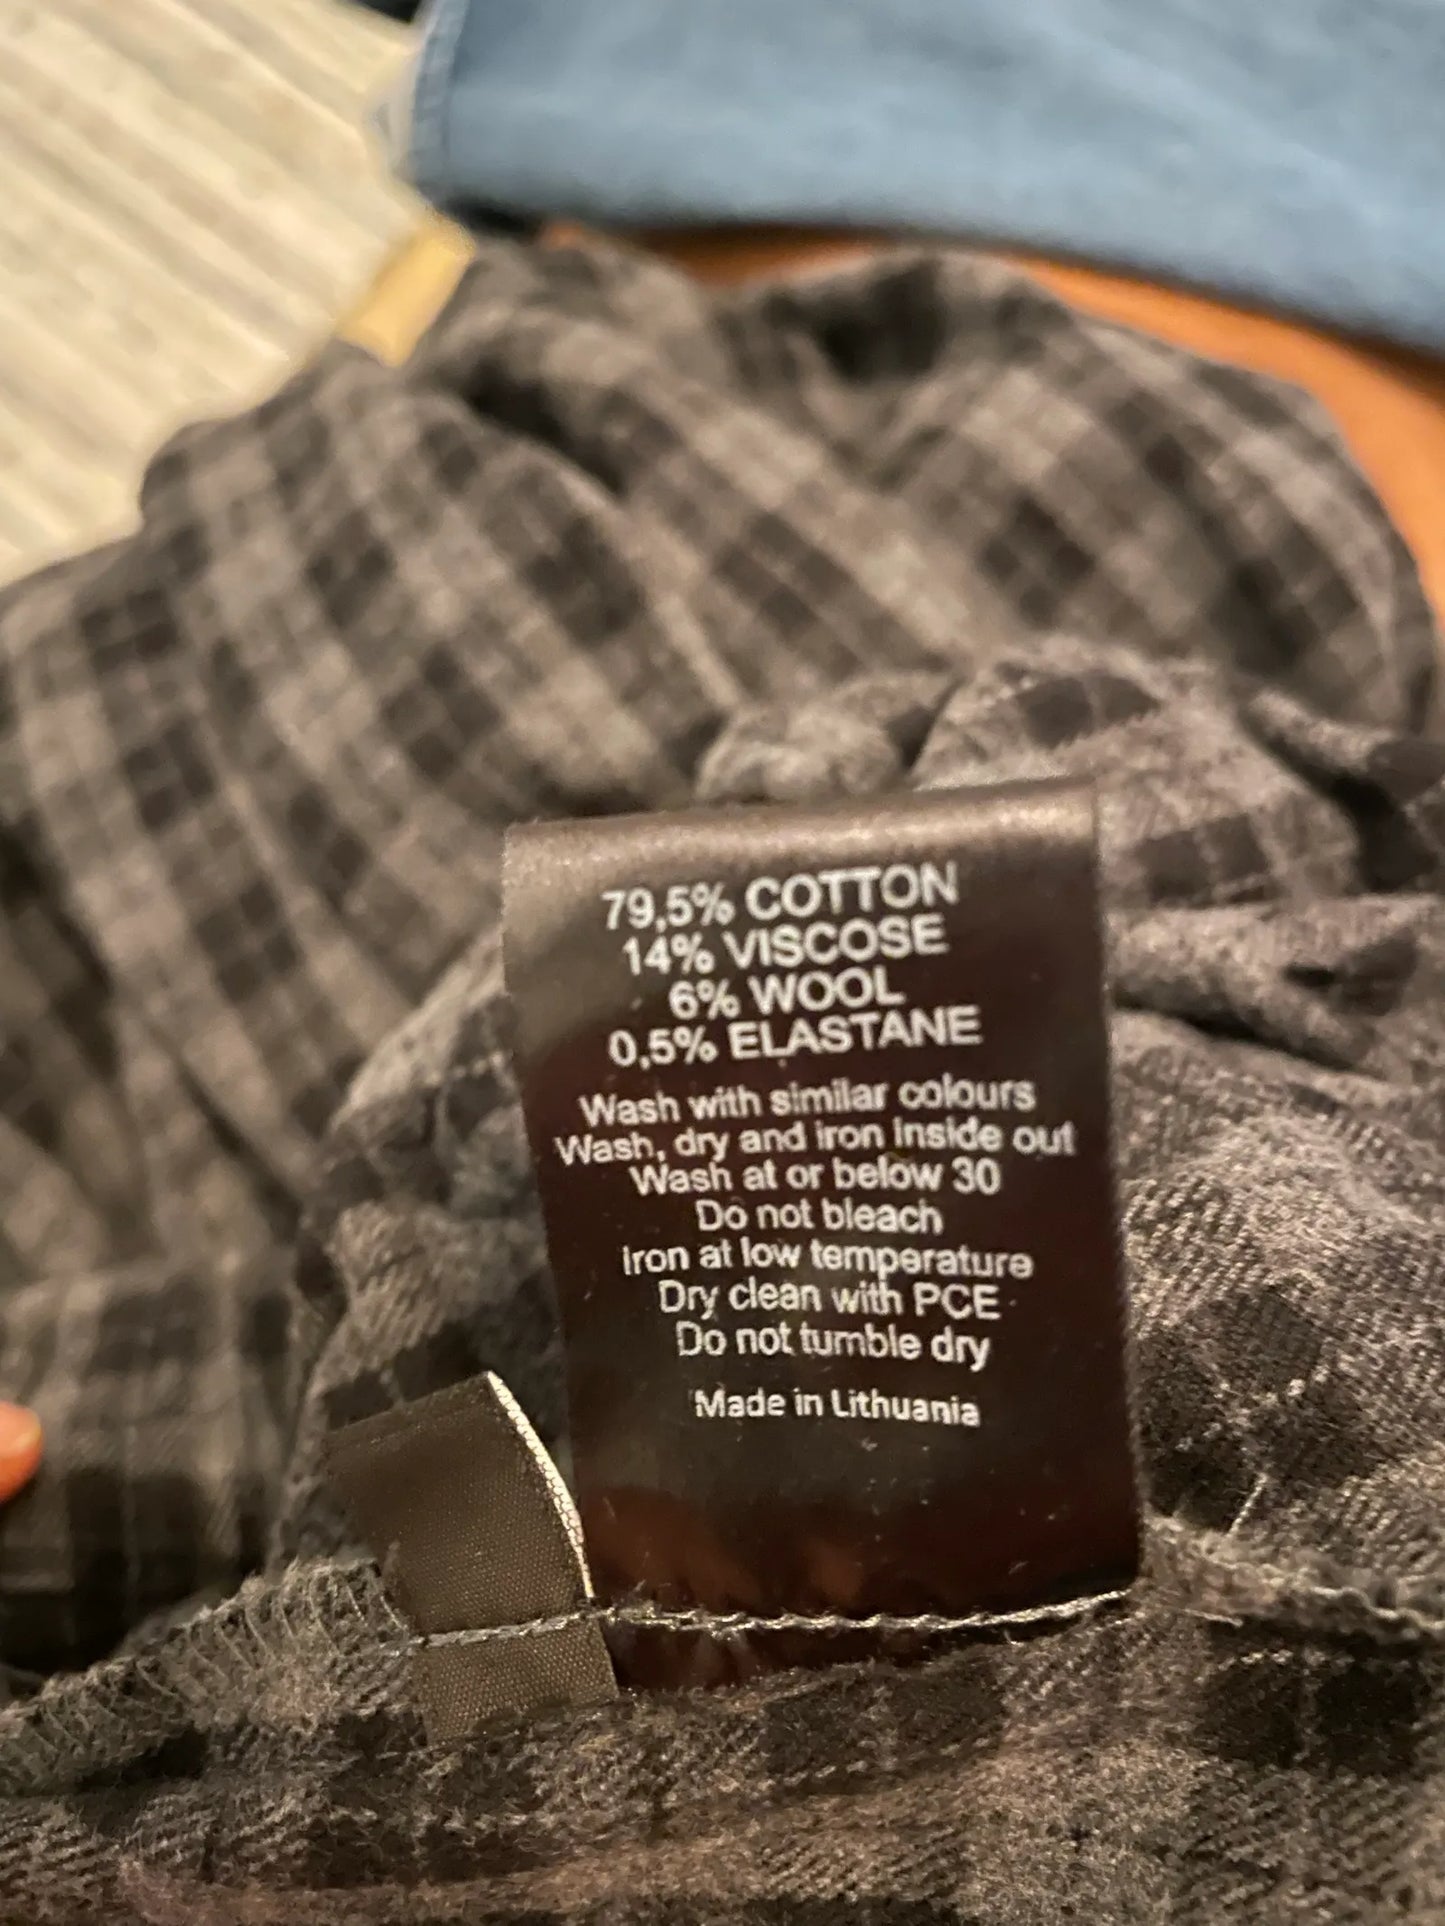 79,5% COTTON
14% VISCOSE
6% WOOL
0,5% ELASTANE
Wash with similar colours
Wash, dry and iron inside out
Wash at or below 30
Do not bleach
Iron at low temperature
Dry clean with PCE
Do not tumble dry
Made in Lithuania